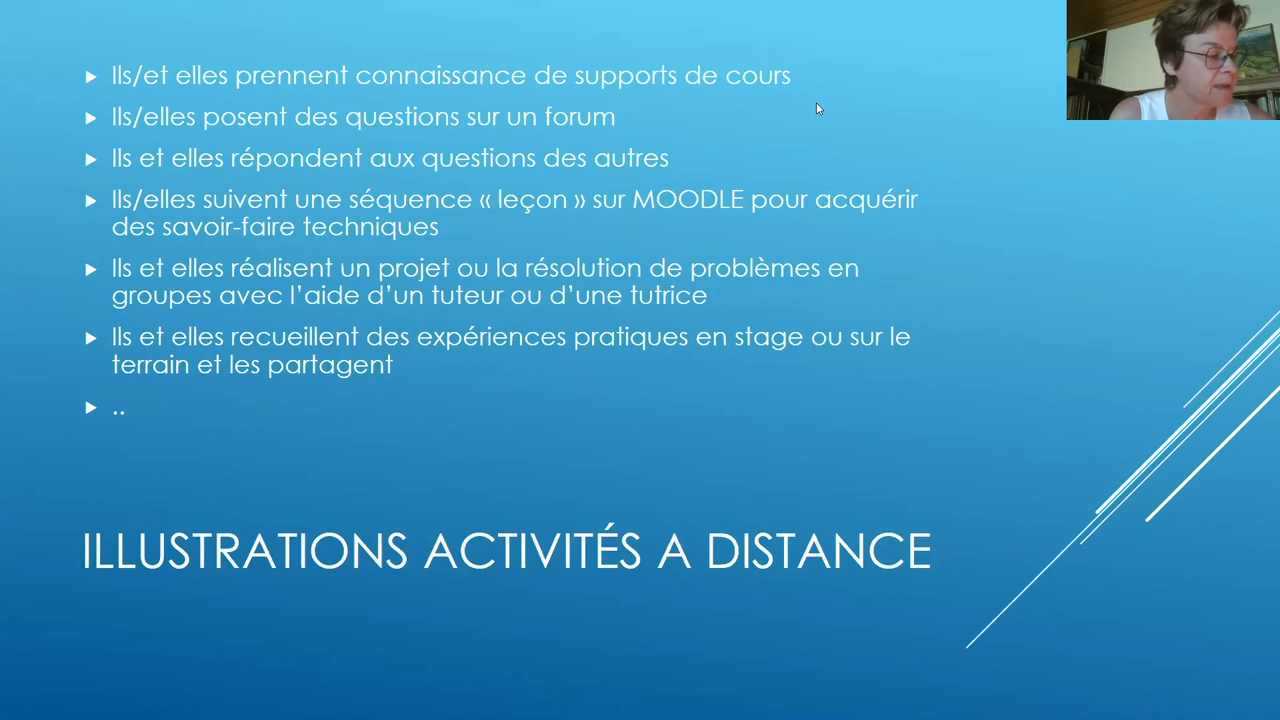 Ils/et elles prennent connaissance de supports de cours
Ils/elles posent des questions sur un forum
Ils et elles répondent aux questions des autres
Ils/elles suivent une séquence « leçon » sur MOODLE pour acquérir
des savoir-faire techniques
Ils et elles réalisent un projet ou la résolution de problèmes en
groupes avec l’aide d’un tuteur ou d’une tutrice
Ils et elles recueillent des expériences pratiques en stage ou sur le
terrain et les partagent
..
ILLUSTRATIONS ACTIVITÉS A DISTANCE